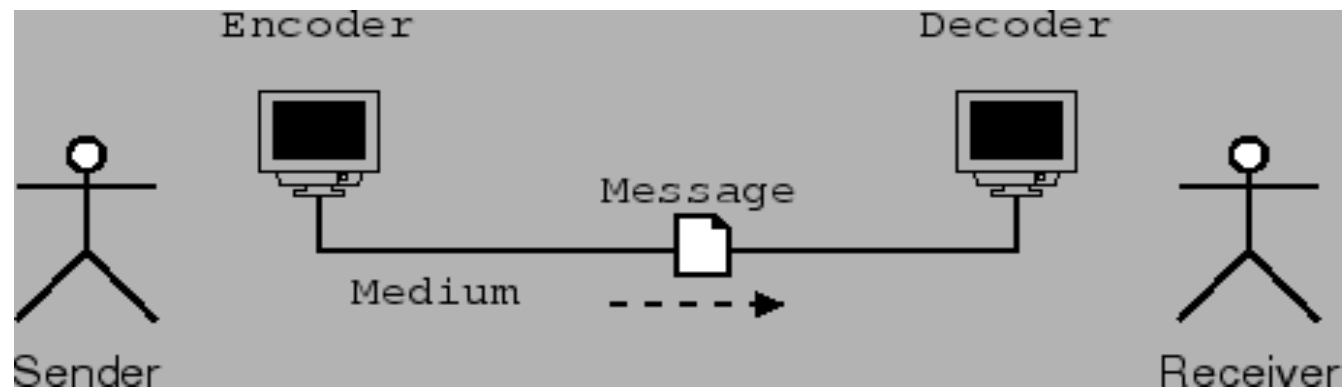 Encoder
Decoder
Message
Medium
Sender
Receiver